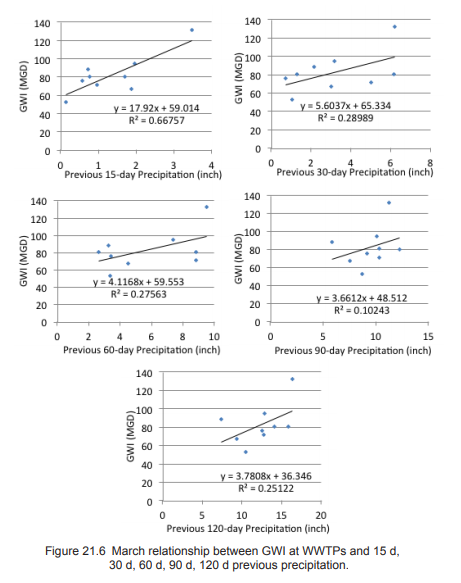 140
120
100
80
60
40
20
0
GWI (MGD)
y = 17.92x + 59.014
R² = 0.66757
0 1 2 3 4
Previous 15-day Precipitation (inch)
140
120
100
80
60
40
20
0
GWI (MGD)
y = 5.6037x + 65.334
R² = 0.28989
0 2 4 6 8
Previous 30-day Precipitation (inch)
140
120
100
80
60
40
20
0
GWI (MGD)
y = 4.1168x + 59.553
R² = 0.27563
0 2 4 6 8 10
Previous 60-day Precipitation (inch)
140
120
100
80
60
40
20
0
GWI (MGD)
y = 3.6612x + 48.512
R² = 0.10243
0 5 10 15
Previous 90-day Precipitation (inch)
140
120
100
80
60
40
20
0
GWI (MGD)
y = 3.7808x + 36.346
R² = 0.25122
0 5 10 15 20
Previous 120-day Precipitation (inch)
Figure 21.6 March relationship between GWI at WWTPs and 15 d,
30 d, 60 d, 90 d, 120 d previous precipitation.